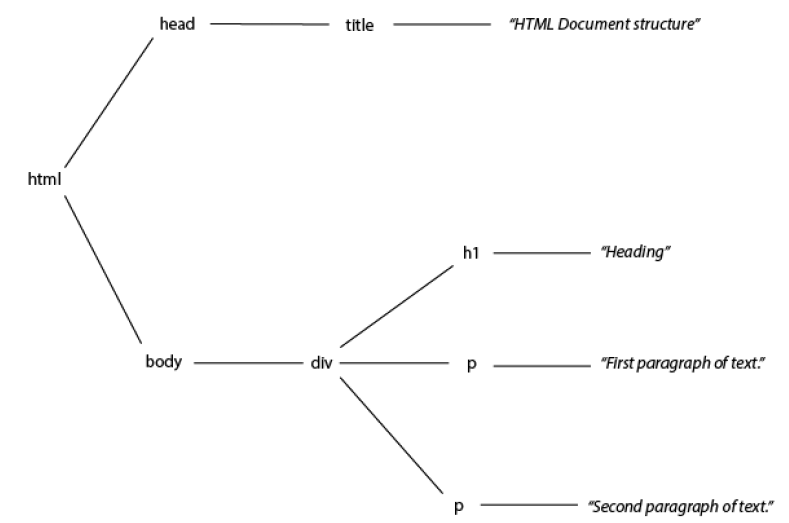 head title “HTML Document structure”
html
h1 “Heading”
body div p “First paragraph of text.”
p “Second paragraph of text.”